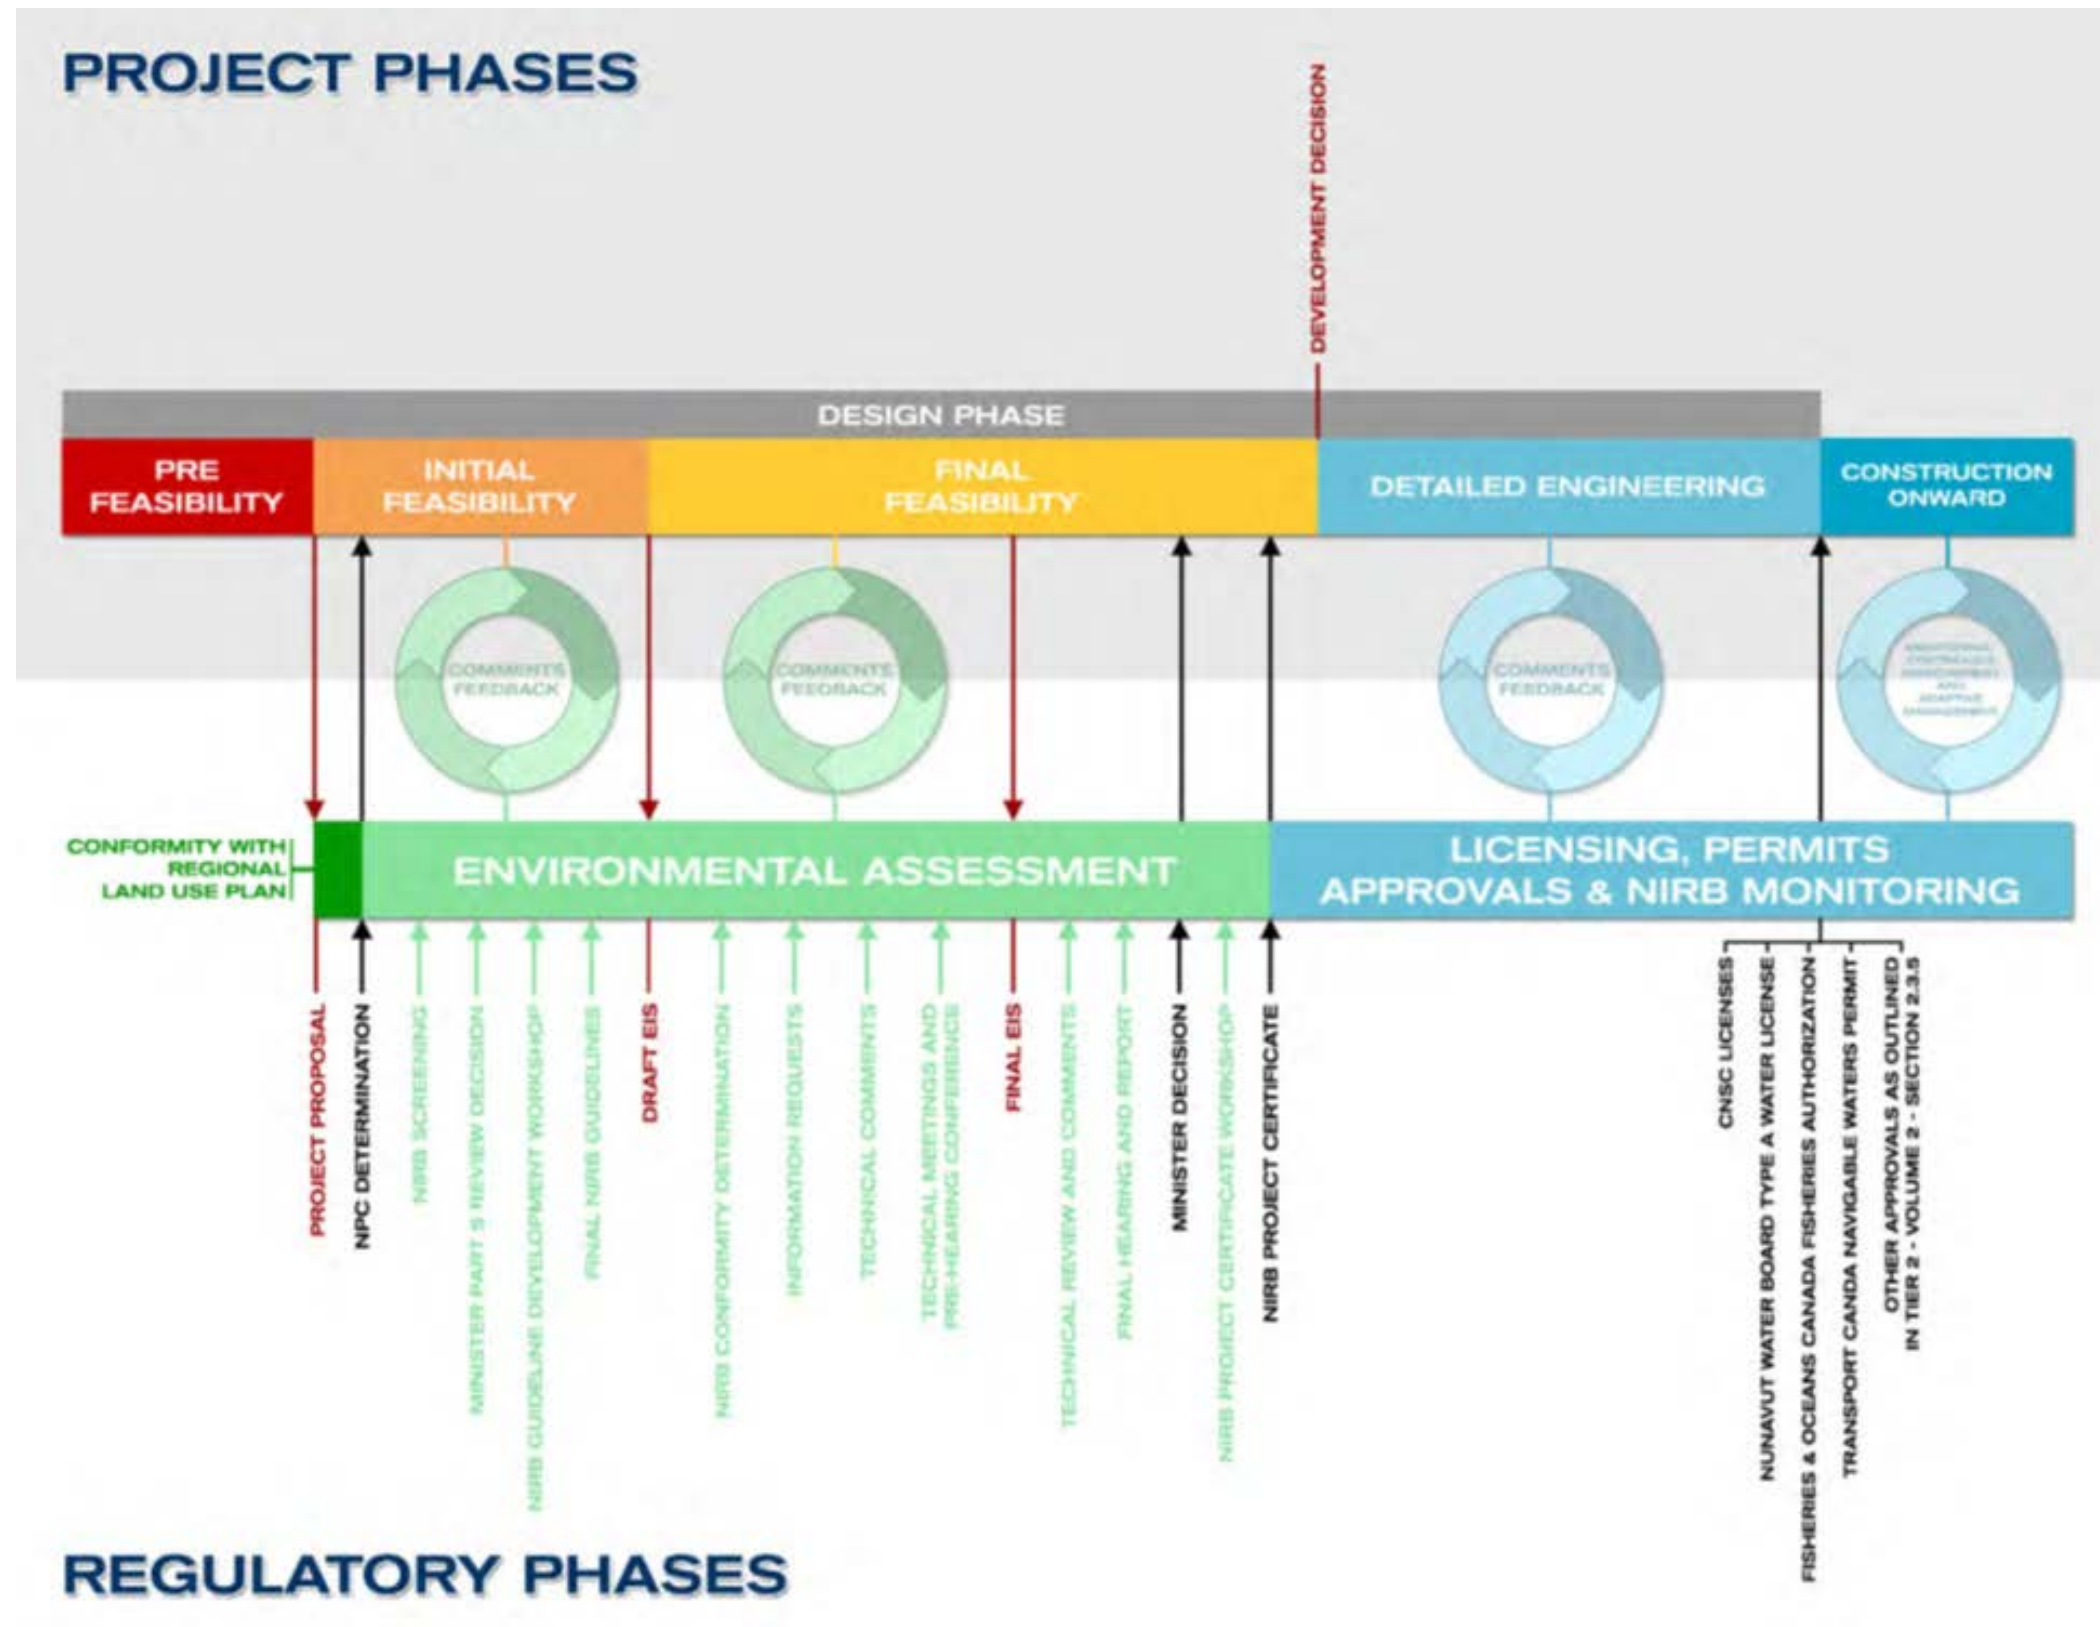 PROJECT PHASES
DEVELOPMENT DECISION
DESIGN PHASE
PRE
FEASIBILITY
INITIAL
FEASIBILITY
FINAL
FEASIBILITY
DETAILED ENGINEERING
CONSTRUCTION
ONWARD
COMMENTS
FEEDBACK
COMMENTS
FEEDBACK
COMMENTS
FEEDBACK
AND
ADAPTIVE
MANAGEMENT
CONFORMITY WITH
REGIONAL
LAND USE PLAN
ENVIRONMENTAL ASSESSMENT
LICENSING, PERMITS
APPROVALS & NIRB MONITORING
PROJECT PROPOSAL
NPC DETERMINATION
NIRB SCREENING
MINISTER PART 5 REVIEW DECISION
NIRB GUIDELINE DEVELOPMENT WORKSHOP
FINAL NIRB GUIDELINES
DRAFT EIS
NIRB CONFORMITY DETERMINATION
INFORMATION REQUESTS
TECHNICAL COMMENTS
TECHNICAL MEETINGS AND
PRE-HEARING CONFERENCE
FINAL EIS
TECHNICAL REVIEW AND COMMENTS
FINAL HEARING AND REPORT
MINISTER DECISION
NIRB PROJECT CERTIFICATE WORKSHOP
NIRB PROJECT CERTIFICATE
CNSC LICENSES
NUNAVUT WATER BOARD TYPE A WATER LICENSE
FISHERIES & OCEANS CANADA FISHERIES AUTHORIZATION
TRANSPORT CANDA NAVIGABLE WATERS PERMIT
OTHER APPROVALS AS OUTLINED
IN TIER 2 - VOLUME 2 - SECTION 2.3.5
REGULATORY PHASES